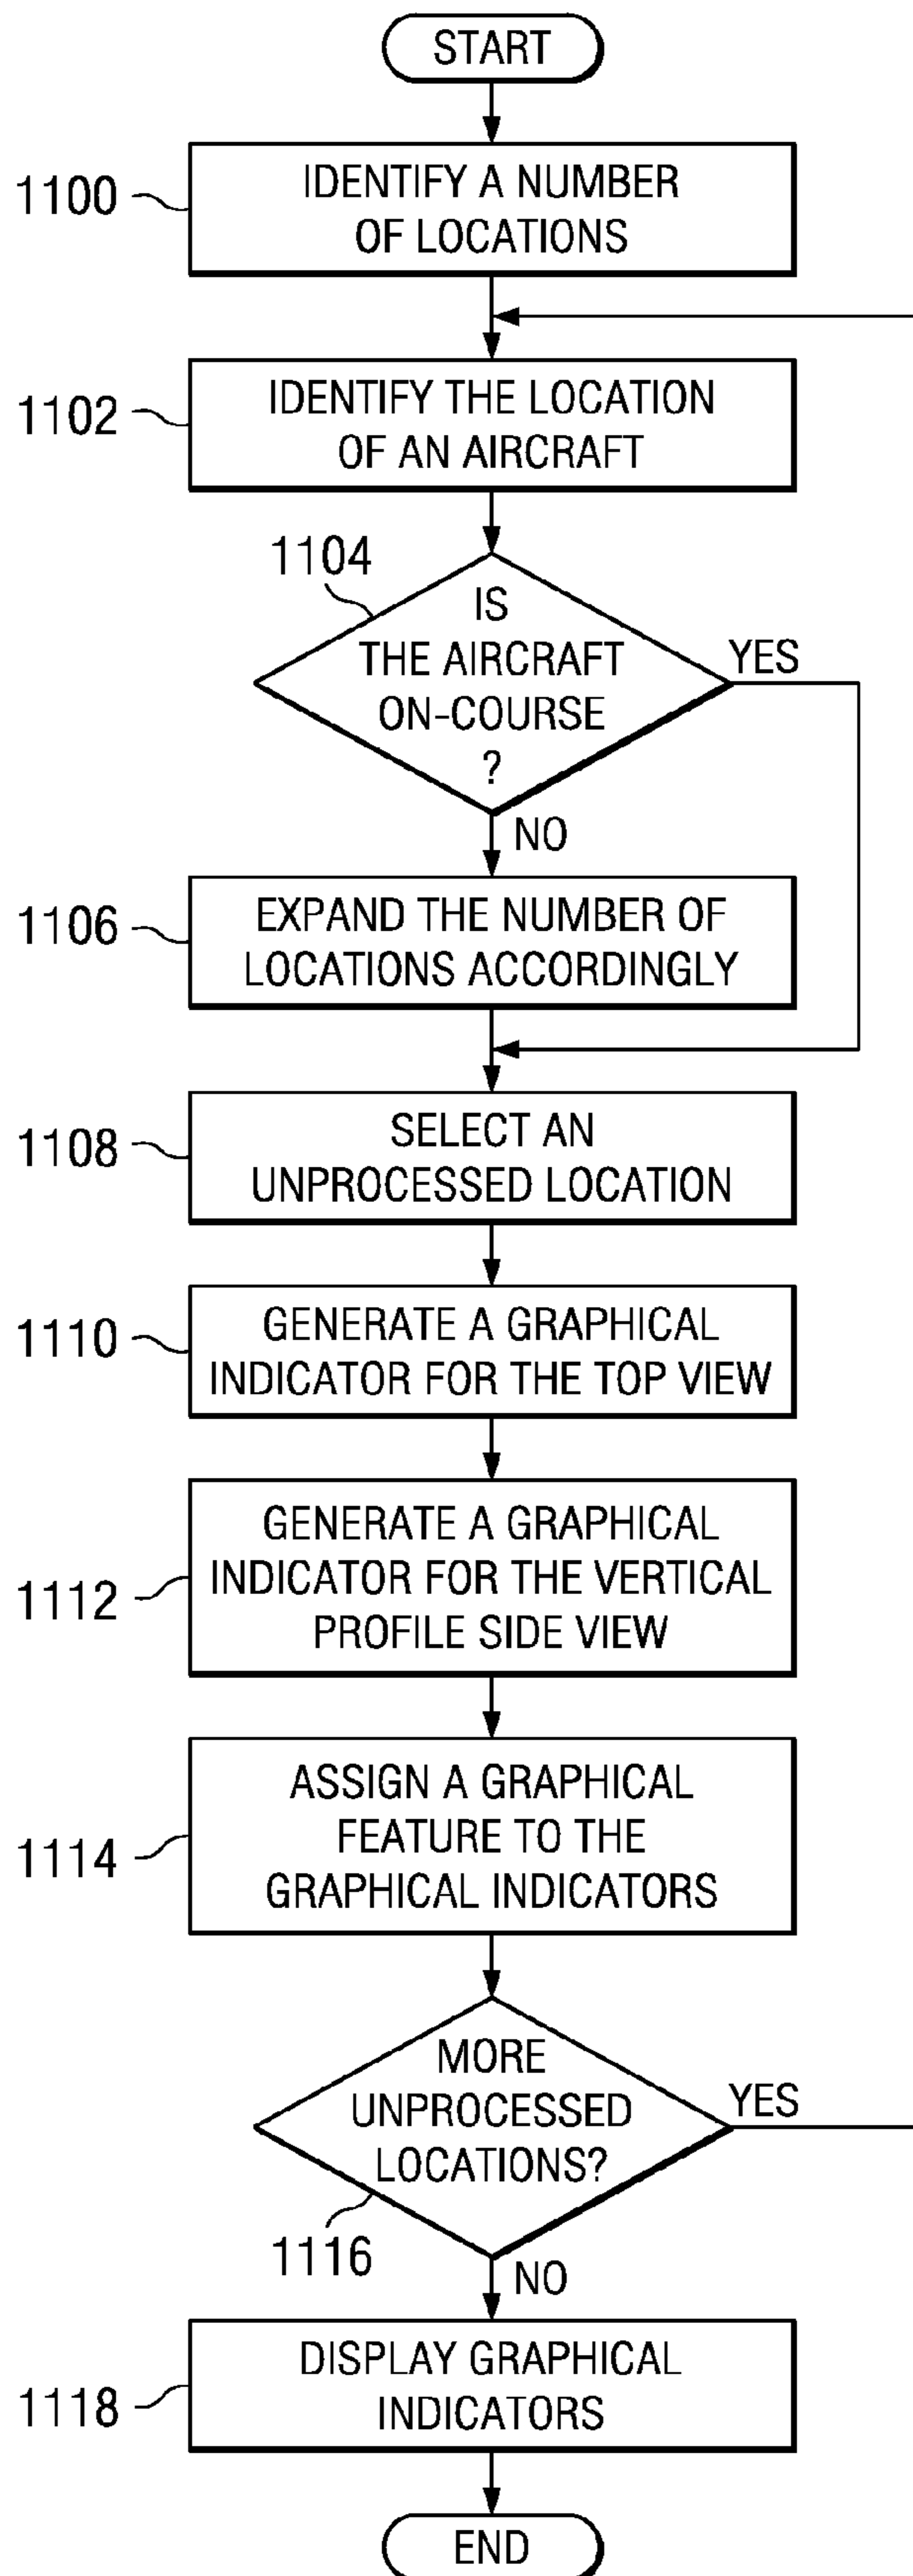 START
1100
IDENTIFY A NUMBER
OF LOCATIONS
1102
IDENTIFY THE LOCATION
OF AN AIRCRAFT
1104
IS
THE AIRCRAFT
ON-COURSE
?
YES
NO
1106
EXPAND THE NUMBER OF
LOCATIONS ACCORDINGLY
1108
SELECT AN
UNPROCESSED LOCATION
1110
GENERATE A GRAPHICAL
INDICATOR FOR THE TOP VIEW
1112
GENERATE A GRAPHICAL
INDICATOR FOR THE VERTICAL
PROFILE SIDE VIEW
1114
ASSIGN A GRAPHICAL
FEATURE TO THE
GRAPHICAL INDICATORS
MORE
UNPROCESSED
LOCATIONS?
YES
1116
NO
1118
DISPLAY GRAPHICAL
INDICATORS
END